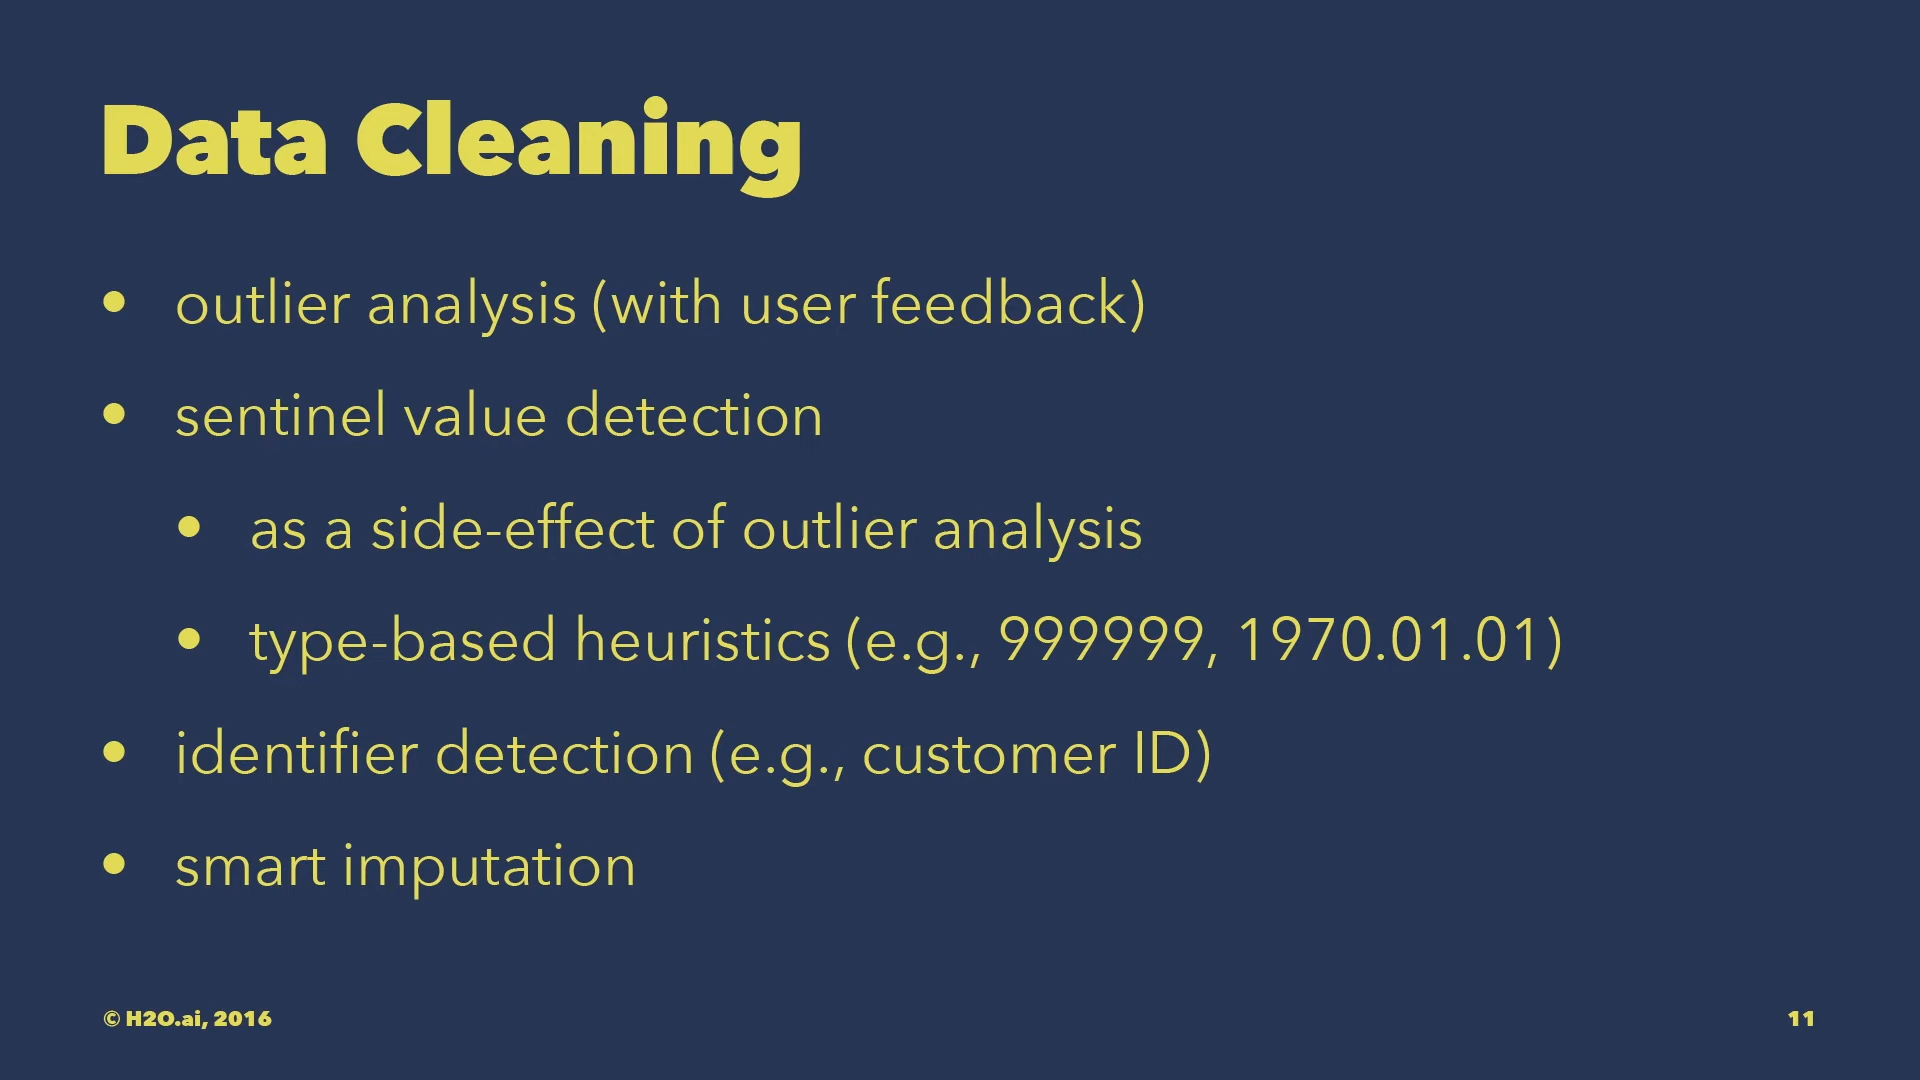 Data Cleaning
• outlier analysis (with user feedback)
• sentinel value detection
• as a side-effect of outlier analysis
• type-based heuristics (e.g., 999999, 1970.01.01)
• identifier detection (e.g., customer ID)
• smart imputation
© H2O.ai, 2016
11